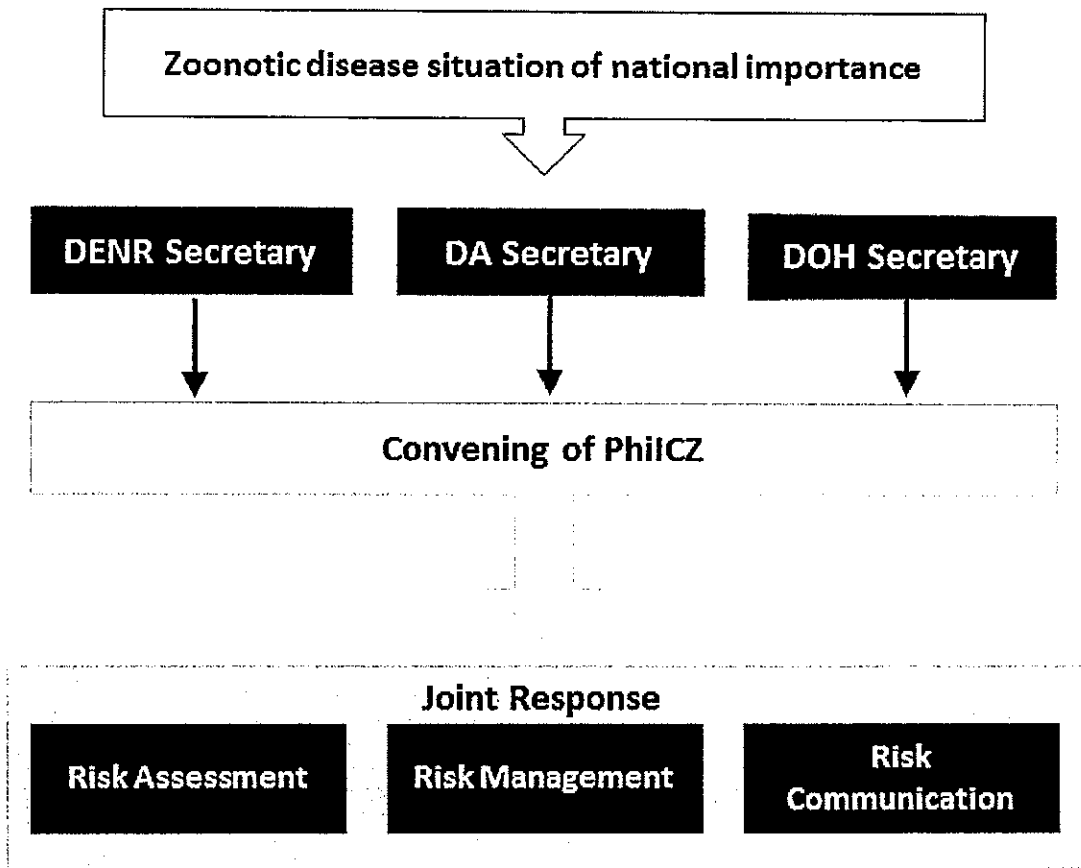 Zoonotic disease situation of national importance
DENR Secretary
DA Secretary
DOH Secretary
Convening of PhilCZ
Joint Response
Risk Assessment
Risk Management
Risk
Communication